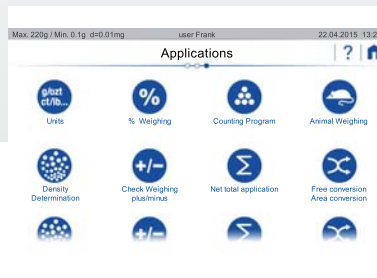 Max. 220g / Min. 0.1g d=0.01mg user Frank 22.04.2015 13:2
Applications ?
g/ozt % 
ct/lb...
Units % Weighing Counting Program Animal Weighing
+/- Σ
Density Check Weighing Net total application Free conversion
Determination plus/minus Area conversion
+/- Σ